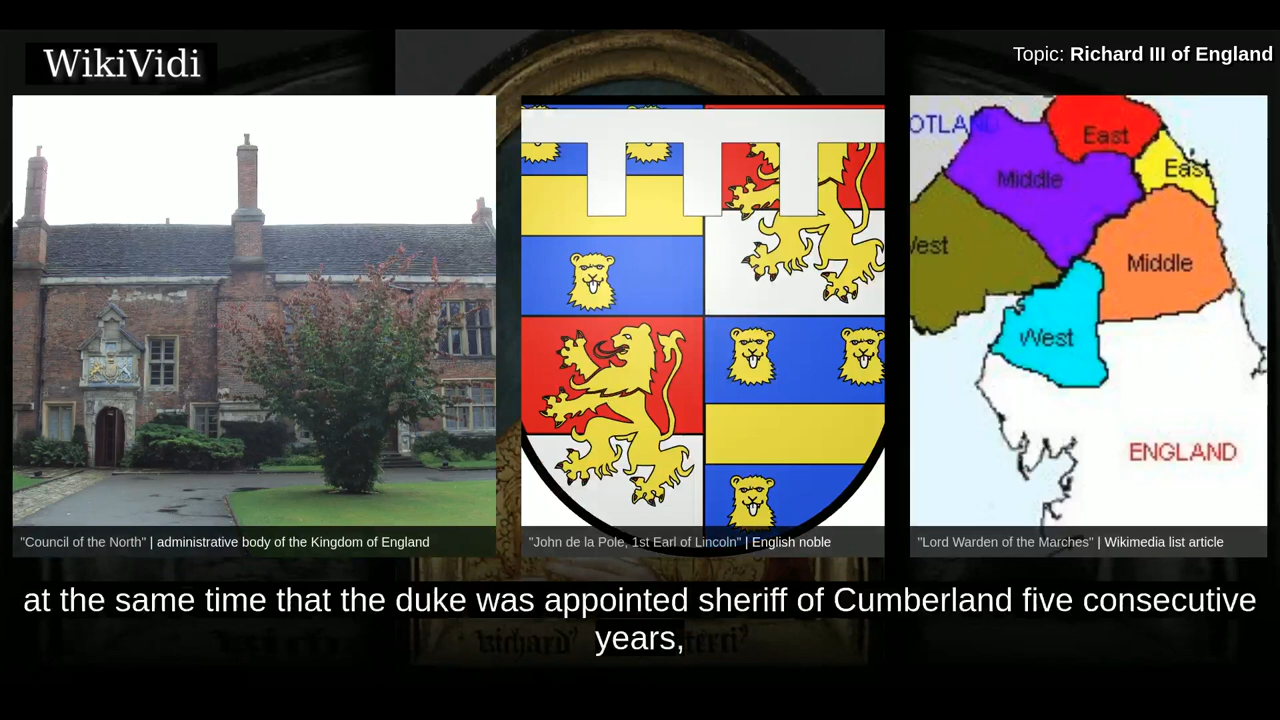 WikiVidi
Topic: Richard III of England
OTLAND
East
East
Middle
West
Middle
West
ENGLAND
"Council of the North" | administrative body of the Kingdom of England
"John de la Pole, 1st Earl of Lincoln" | English noble
"Lord Warden of the Marches" | Wikimedia list article
at the same time that the duke was appointed sheriff of Cumberland five consecutive
years,